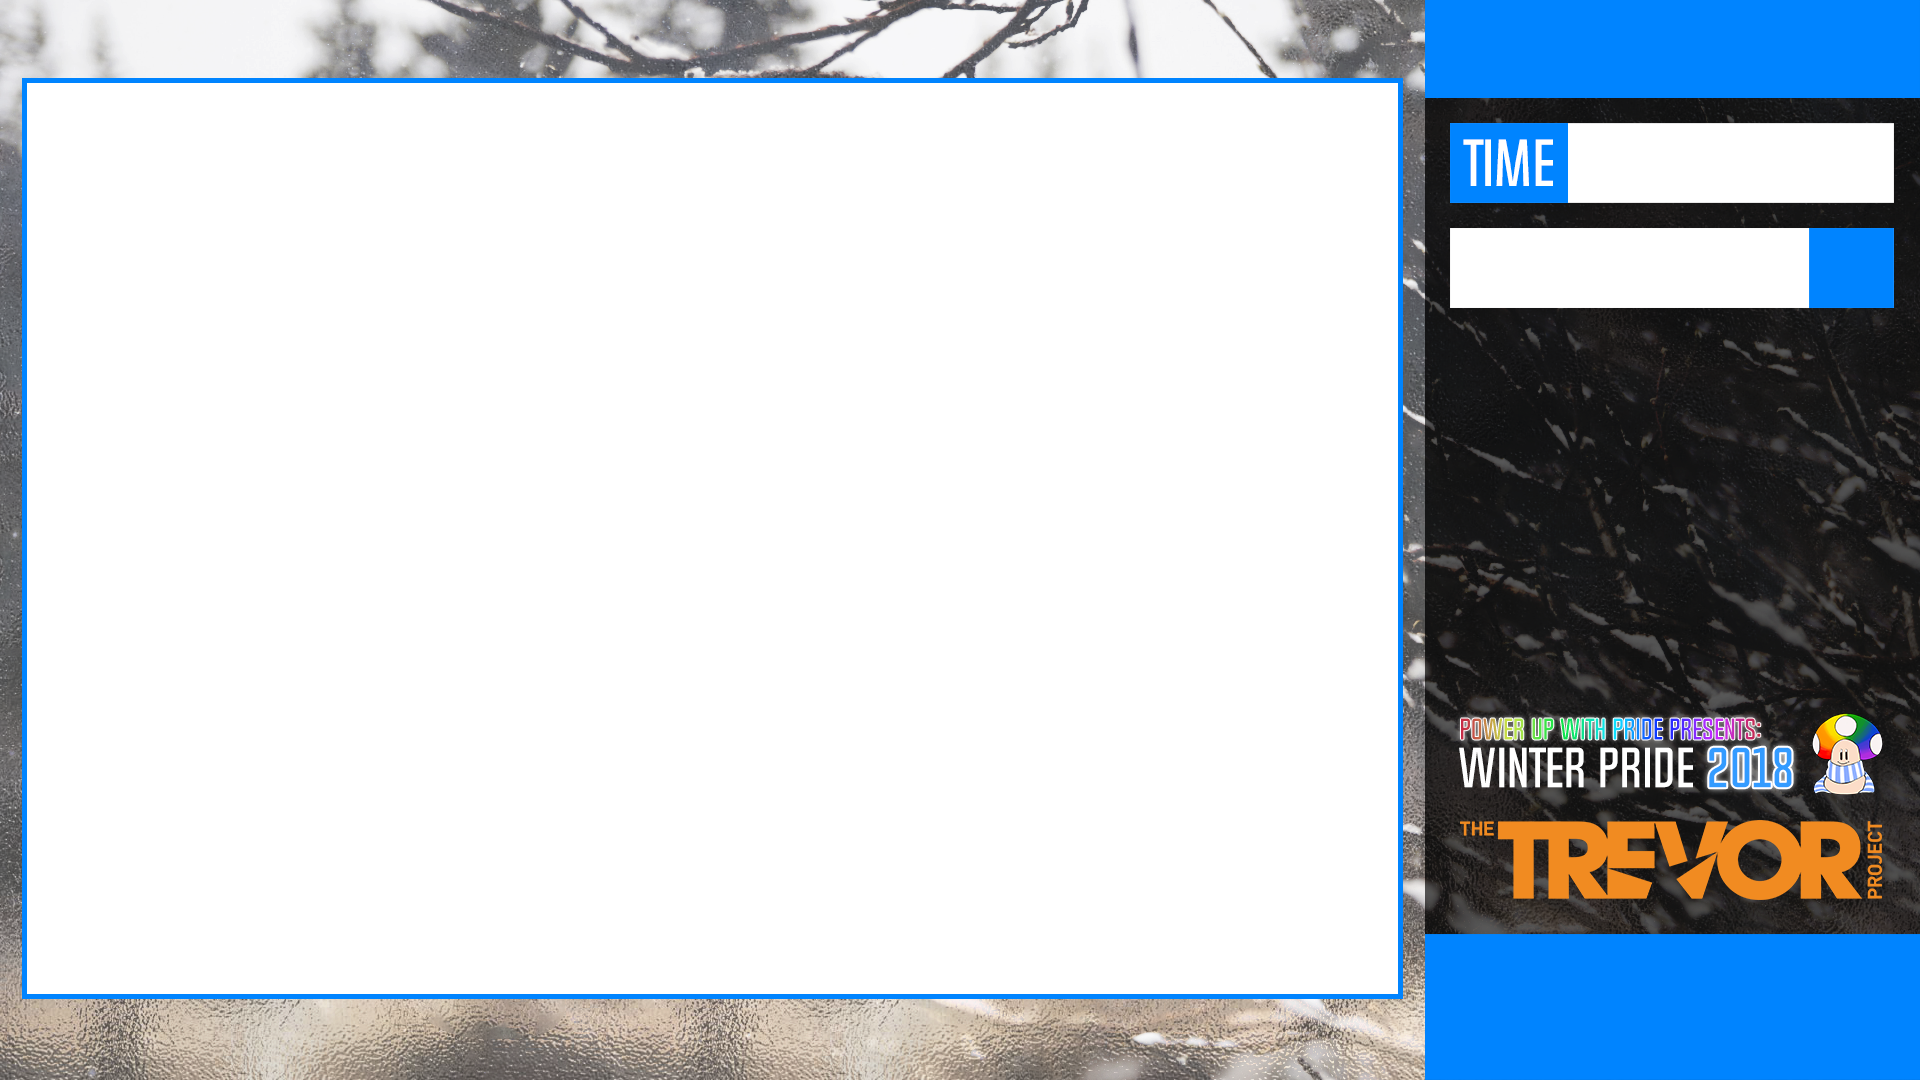 TIME
POWER UP WITH PRIDE PRESENTS:
WINTER PRIDE 2018
THE TREVOR PROJECT